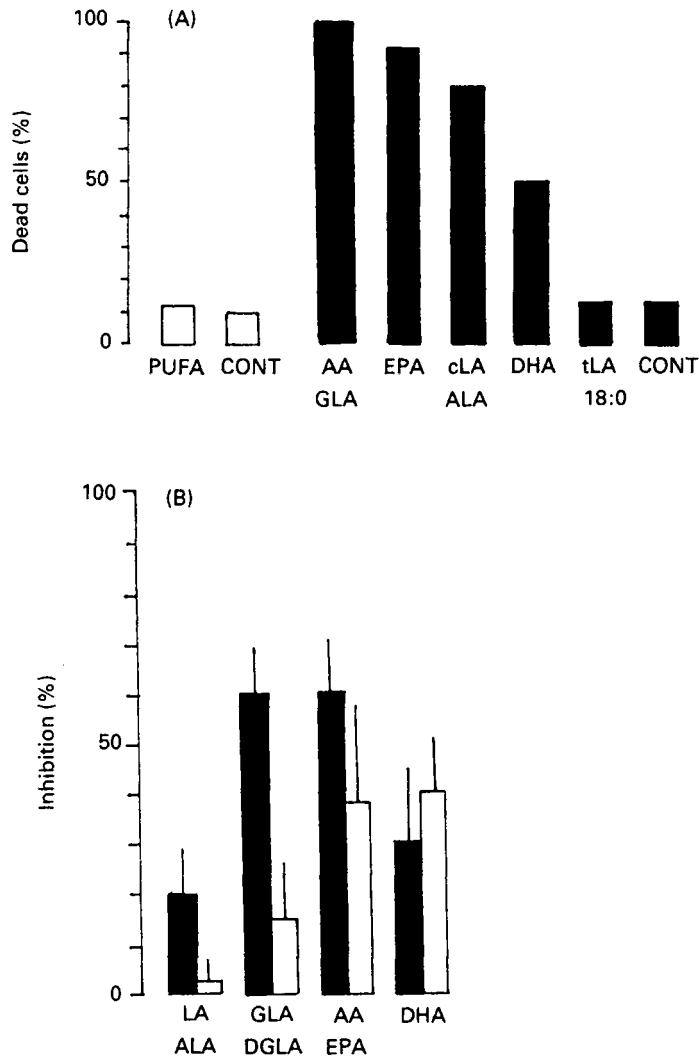 (A)
100
50
0
Dead cells (%)
PUFA CONT AA EPA cLA DHA tLA CONT
GLA ALA 18:0
(B)
100
50
0
Inhibition (%)
LA GLA AA DHA
ALA DGLA EPA